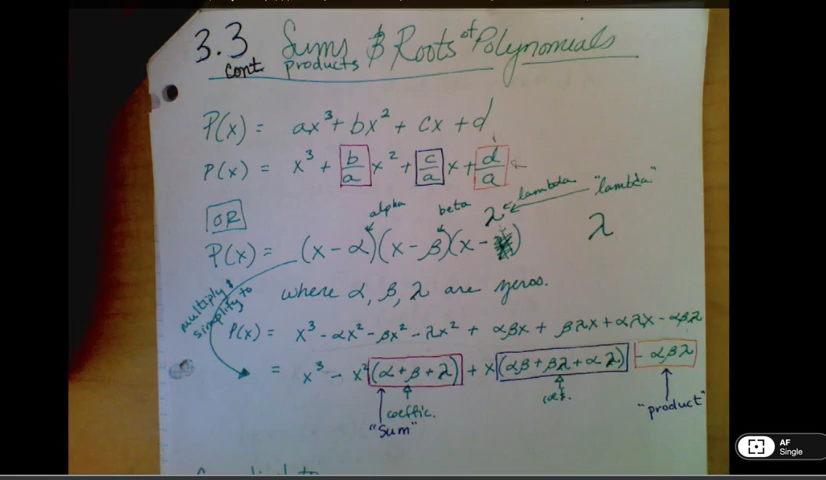 3.3 Sums & Roots of Polynomials
cont. products
P(x) = ax³ + bx² + cx + d
P(x) = x³ + b/a x² + c/a x + d/a
OR
alpha beta λ lambda "lambda"
P(x) = (x - α)(x - β)(x - ) λ
where α, β, λ are zeros.
multiply & simplify to
P(x) = x³ - αx² - βx² - λx² + αβx + βλx + αλx - αβλ
= x³ - x²(α + β + λ) + x(αβ + βλ + αλ) - αβλ
coeffic. coef. "product"
"sum"
AF
Single